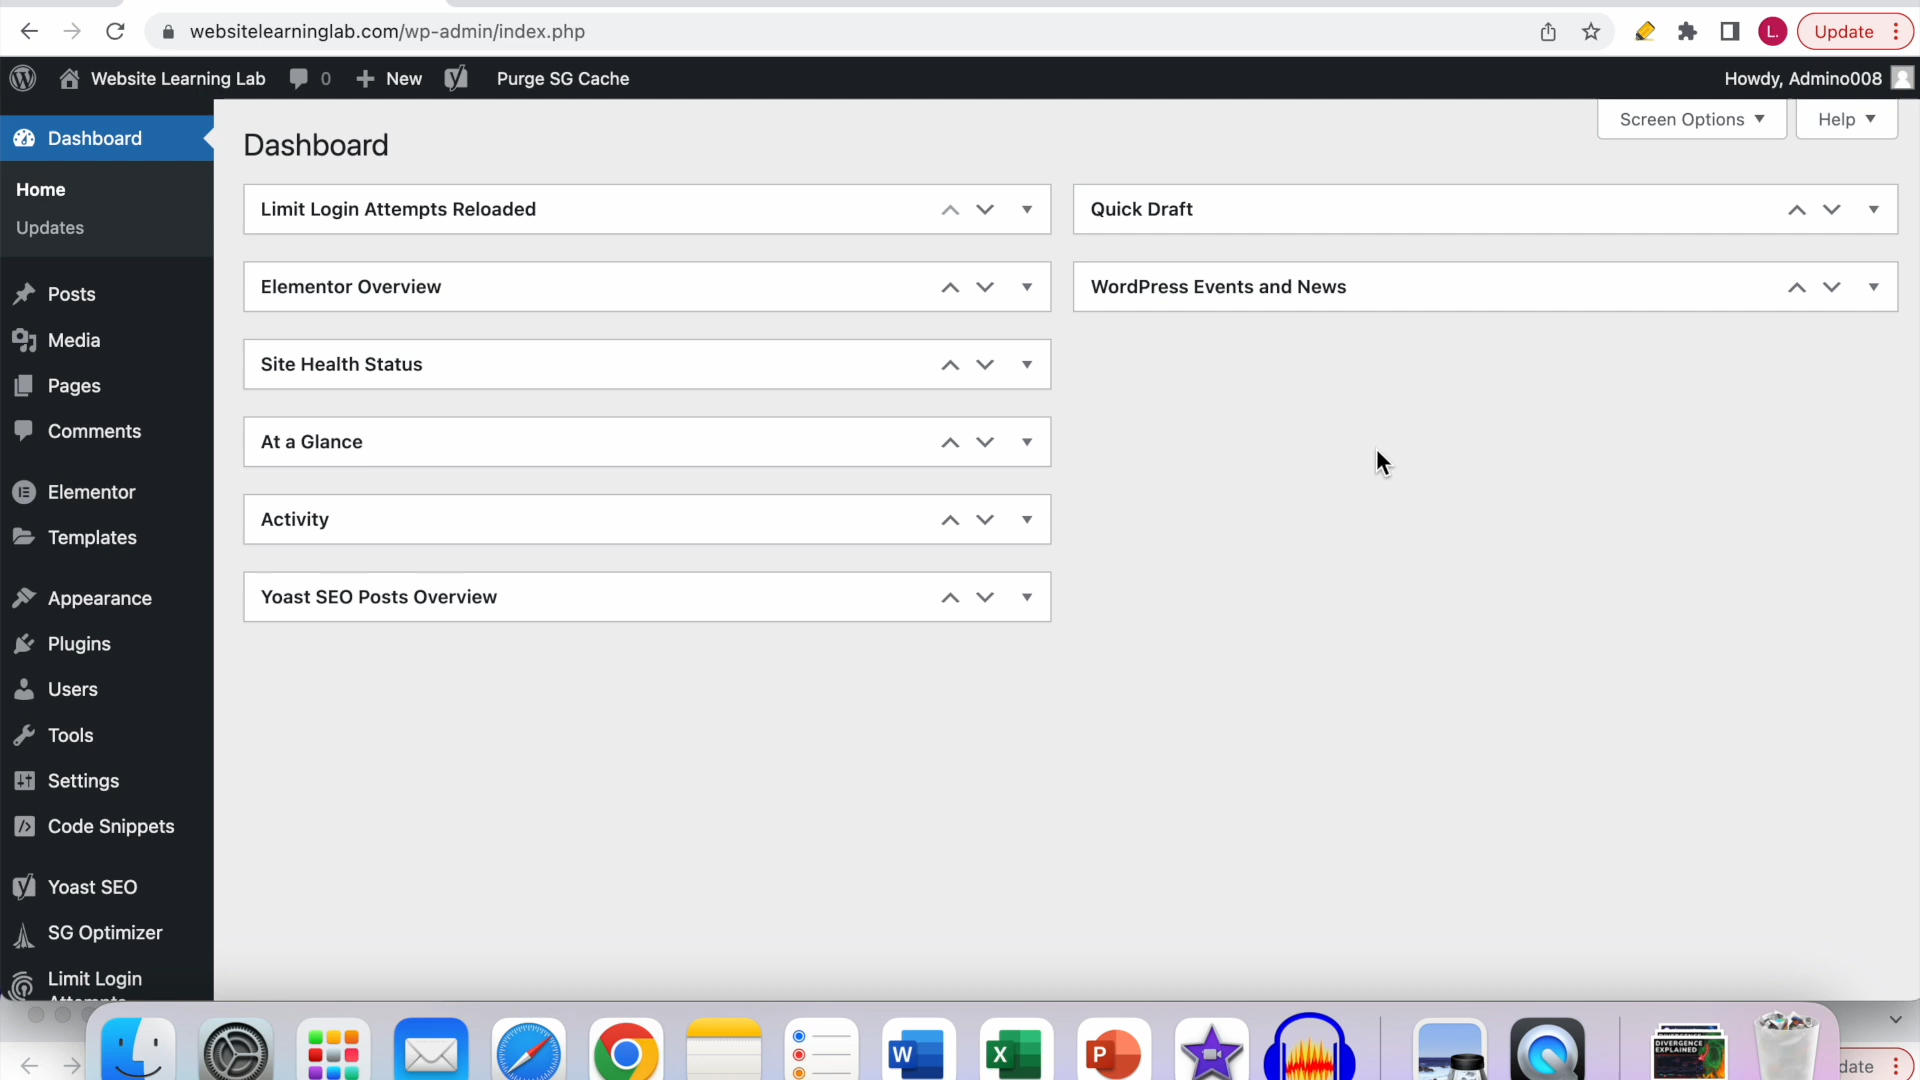 websitelearninglab.com/wp-admin/index.php
L.
Update
Website Learning Lab
0
New
Purge SG Cache
Howdy, Admino008
Dashboard
Home
Updates
Posts
Media
Pages
Comments
Elementor
Templates
Appearance
Plugins
Users
Tools
Settings
Code Snippets
Yoast SEO
SG Optimizer
Limit Login
Attempts
Dashboard
Screen Options
Help
Limit Login Attempts Reloaded
Elementor Overview
Site Health Status
At a Glance
Activity
Yoast SEO Posts Overview
Quick Draft
WordPress Events and News
W
X
P
DIVERGENCE
EXPLAINED
date